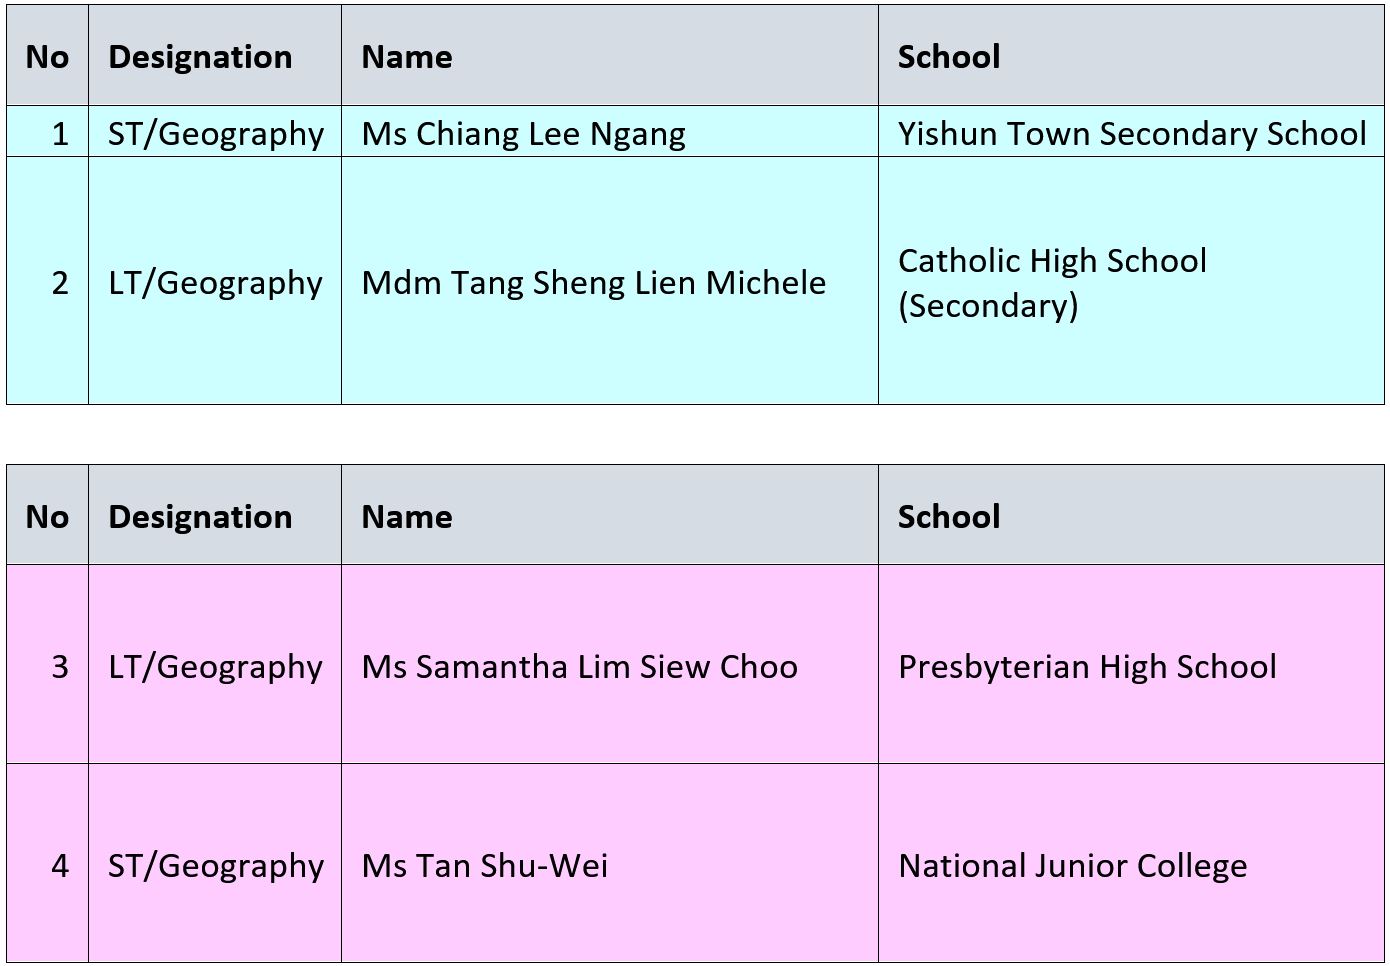 No Designation Name School
1 ST/Geography Ms Chiang Lee Ngang Yishun Town Secondary School
2 LT/Geography Mdm Tang Sheng Lien Michele Catholic High School
(Secondary)
No Designation Name School
3 LT/Geography Ms Samantha Lim Siew Choo Presbyterian High School
4 ST/Geography Ms Tan Shu-Wei National Junior College